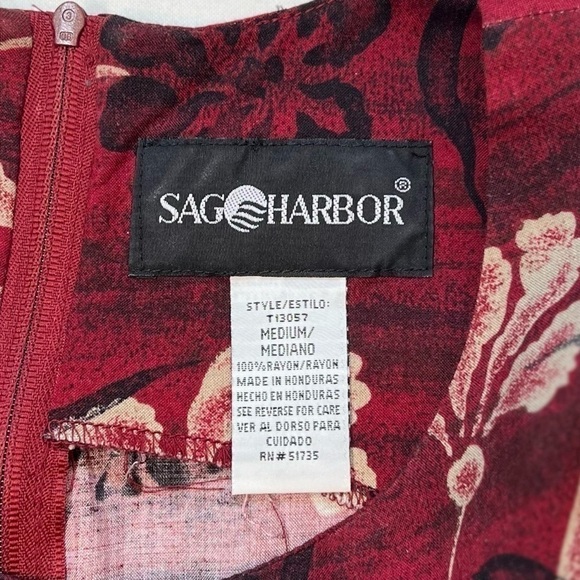 SAG HARBOR ®
STYLE/ESTILO:
T13057
MEDIUM/
MEDIANO
100%RAYON/RAYON
MADE IN HONDURAS
HECHO EN HONDURAS
SEE REVERSE FOR CARE
VER AL DORSO PARA
CUIDADO
RN# 51735